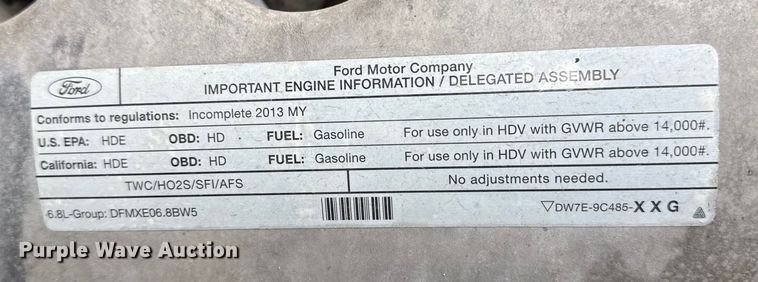 Ford
Ford Motor Company
IMPORTANT ENGINE INFORMATION / DELEGATED ASSEMBLY
Conforms to regulations: Incomplete 2013 MY
U.S. EPA: HDE OBD: HD FUEL: Gasoline For use only in HDV with GVWR above 14,000#.
California: HDE OBD: HD FUEL: Gasoline For use only in HDV with GVWR above 14,000#.
TWC/HO2S/SFI/AFS No adjustments needed.
6.8L-Group: DFMXE06.8BW5 ▽DW7E-9C485-X X G
Purple Wave Auction